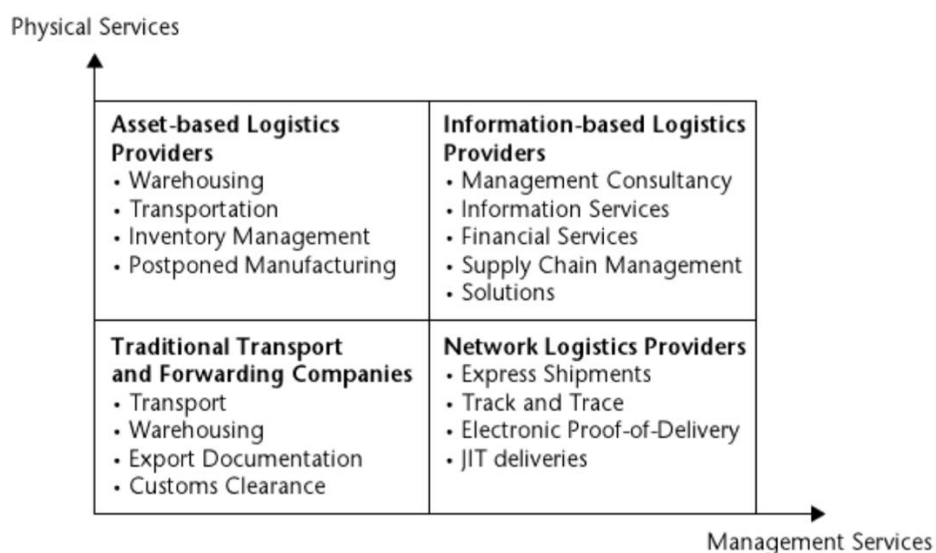 Physical Services
Asset-based Logistics
Providers
• Warehousing
• Transportation
• Inventory Management
• Postponed Manufacturing
Information-based Logistics
Providers
• Management Consultancy
• Information Services
• Financial Services
• Supply Chain Management
• Solutions
Traditional Transport
and Forwarding Companies
• Transport
• Warehousing
• Export Documentation
• Customs Clearance
Network Logistics Providers
• Express Shipments
• Track and Trace
• Electronic Proof-of-Delivery
• JIT deliveries
Management Services